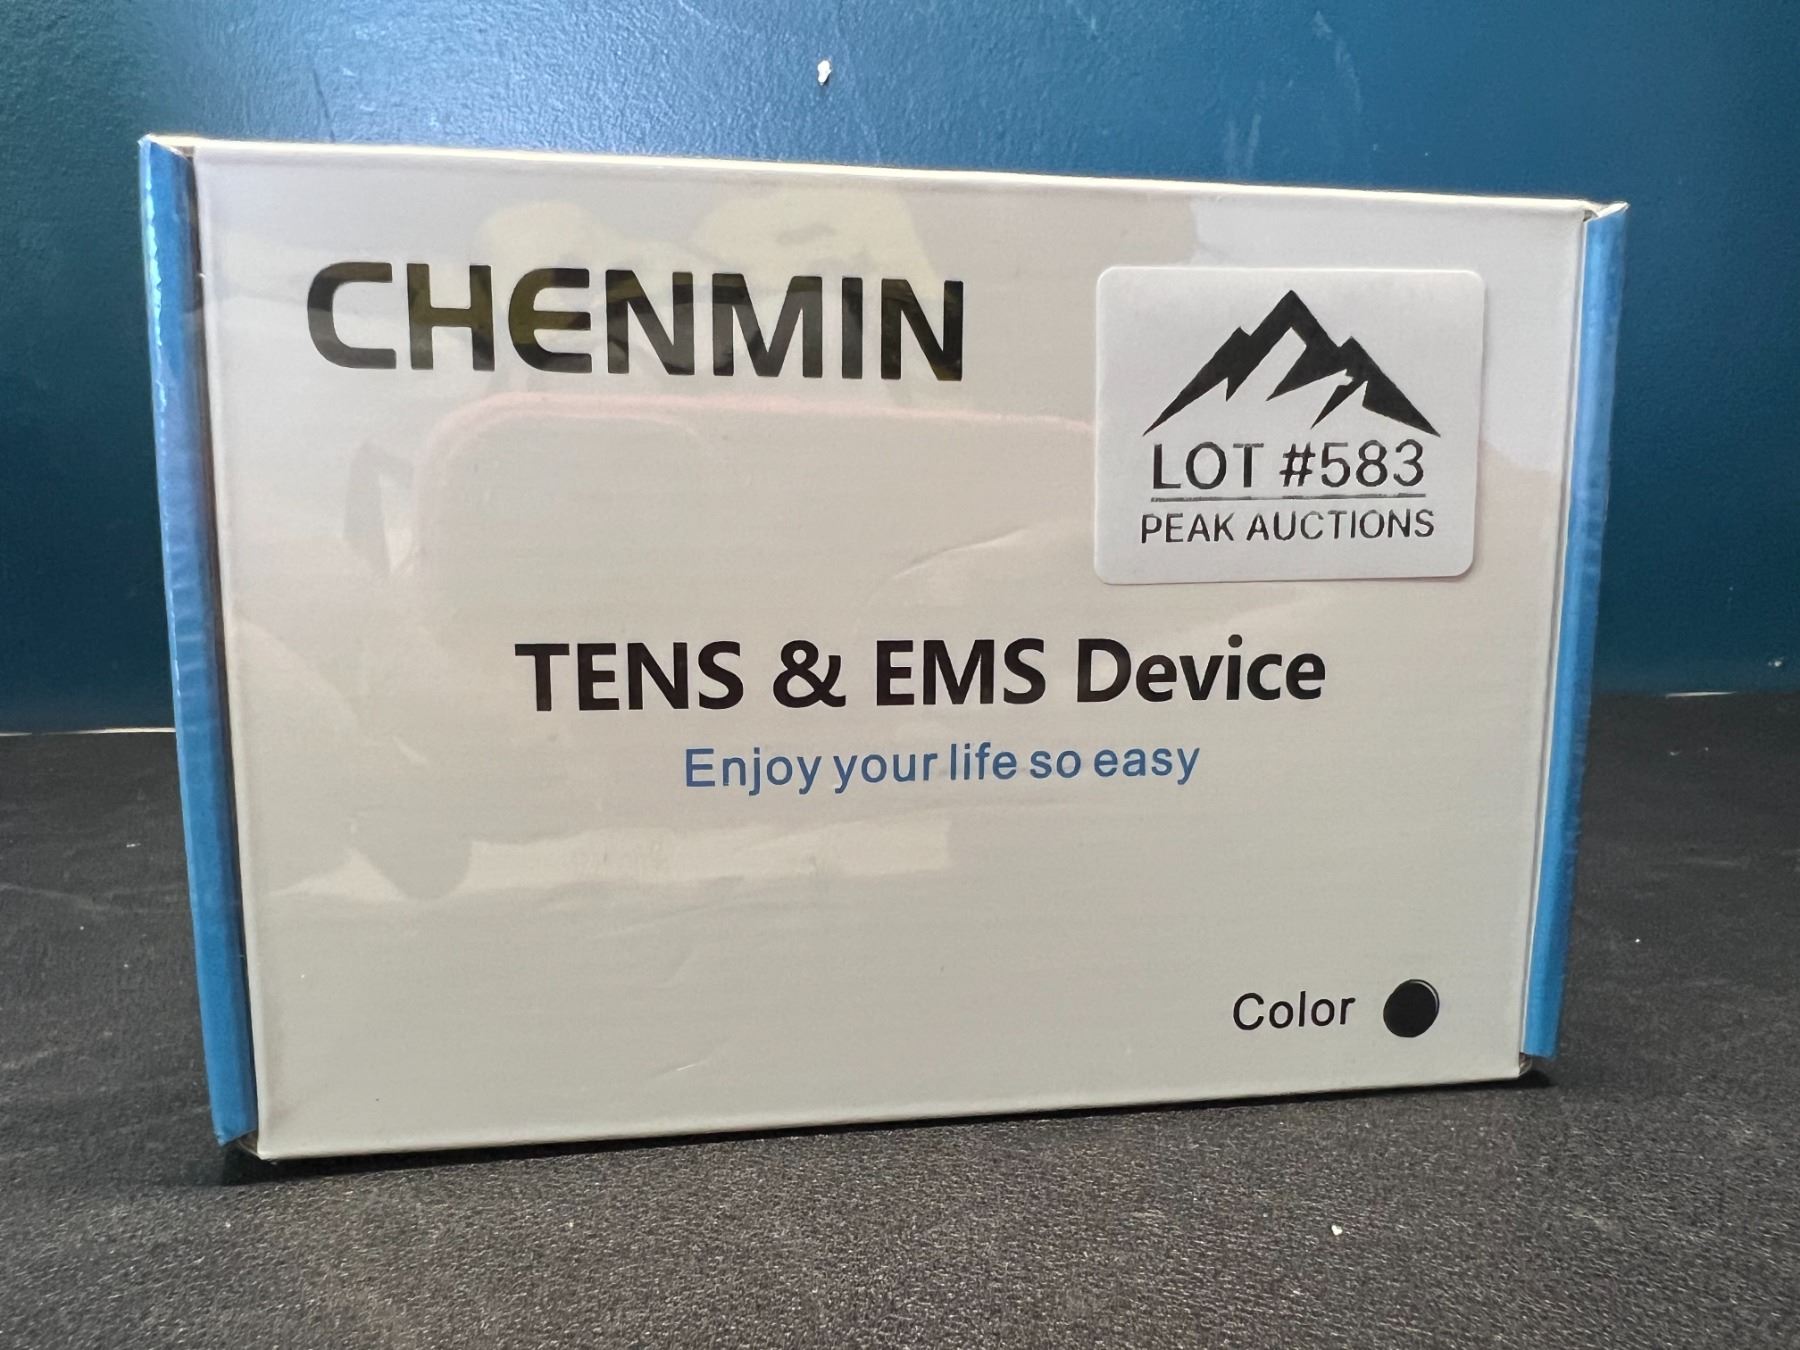 CHENMIN
LOT #583
PEAK AUCTIONS
TENS & EMS Device
Enjoy your life so easy
Color